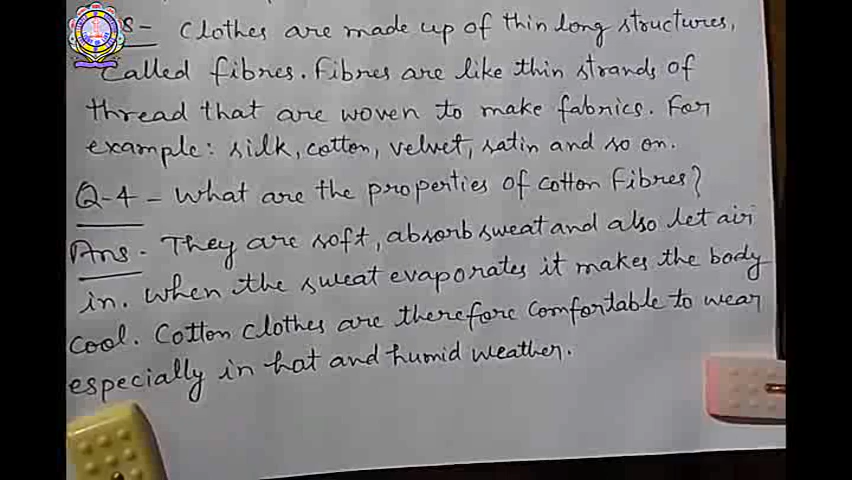 s- Clothes are made up of thin long structures,
Called fibres. Fibres are like thin strands of
thread that are woven to make fabrics. For
example: silk, cotton, velvet, satin and so on.
Q-4 - What are the properties of cotton Fibres?
Ans- They are soft, absorb sweat and also let air
in. When the sweat evaporates it makes the body
Cool. Cotton Clothes are therefore Comfortable to wear
especially in hot and humid weather.